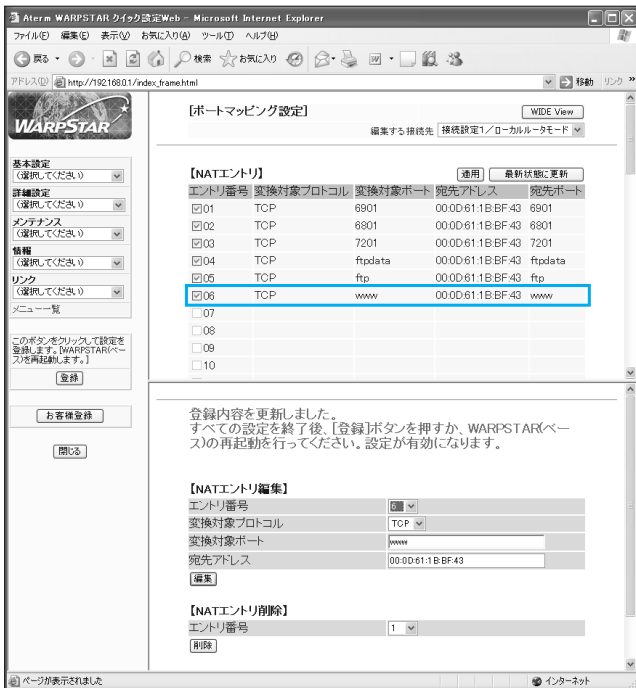 Aterm WARPSTAR クイック設定Web - Microsoft Internet Explorer
ファイル(F) 編集(E) 表示(V) お気に入り(A) ツール(T) ヘルプ(H)
戻る 検索 お気に入り
アドレス(D) http://192.168.0.1/index_frame.html 移動 リンク »
WARPSTAR
基本設定
(選択してください)
詳細設定
(選択してください)
メンテナンス
(選択してください)
情報
(選択してください)
リンク
(選択してください)
メニュー一覧
このボタンをクリックして設定を
登録します。[WARPSTAR(ベー
ス)を再起動します。]
登録
お客様登録
閉じる
[ポートマッピング設定]
WIDE View
編集する接続先 接続設定1/ローカルルータモード
【NATエントリ】 適用 最新状態に更新
エントリ番号 変換対象プロトコル 変換対象ポート 宛先アドレス 宛先ポート
01 TCP 6901 00:0D:61:1B:BF:43 6901
02 TCP 6801 00:0D:61:1B:BF:43 6801
03 TCP 7201 00:0D:61:1B:BF:43 7201
04 TCP ftpdata 00:0D:61:1B:BF:43 ftpdata
05 TCP ftp 00:0D:61:1B:BF:43 ftp
06 TCP www 00:0D:61:1B:BF:43 www
07
08
09
10
登録内容を更新しました。
すべての設定を終了後、[登録]ボタンを押すか、WARPSTAR(ベー
ス)の再起動を行ってください。設定が有効になります。
【NATエントリ編集】
エントリ番号 6
変換対象プロトコル TCP
変換対象ポート www
宛先アドレス 00:0D:61:1B:BF:43
編集
【NATエントリ削除】
エントリ番号 1
削除
ページが表示されました インターネット